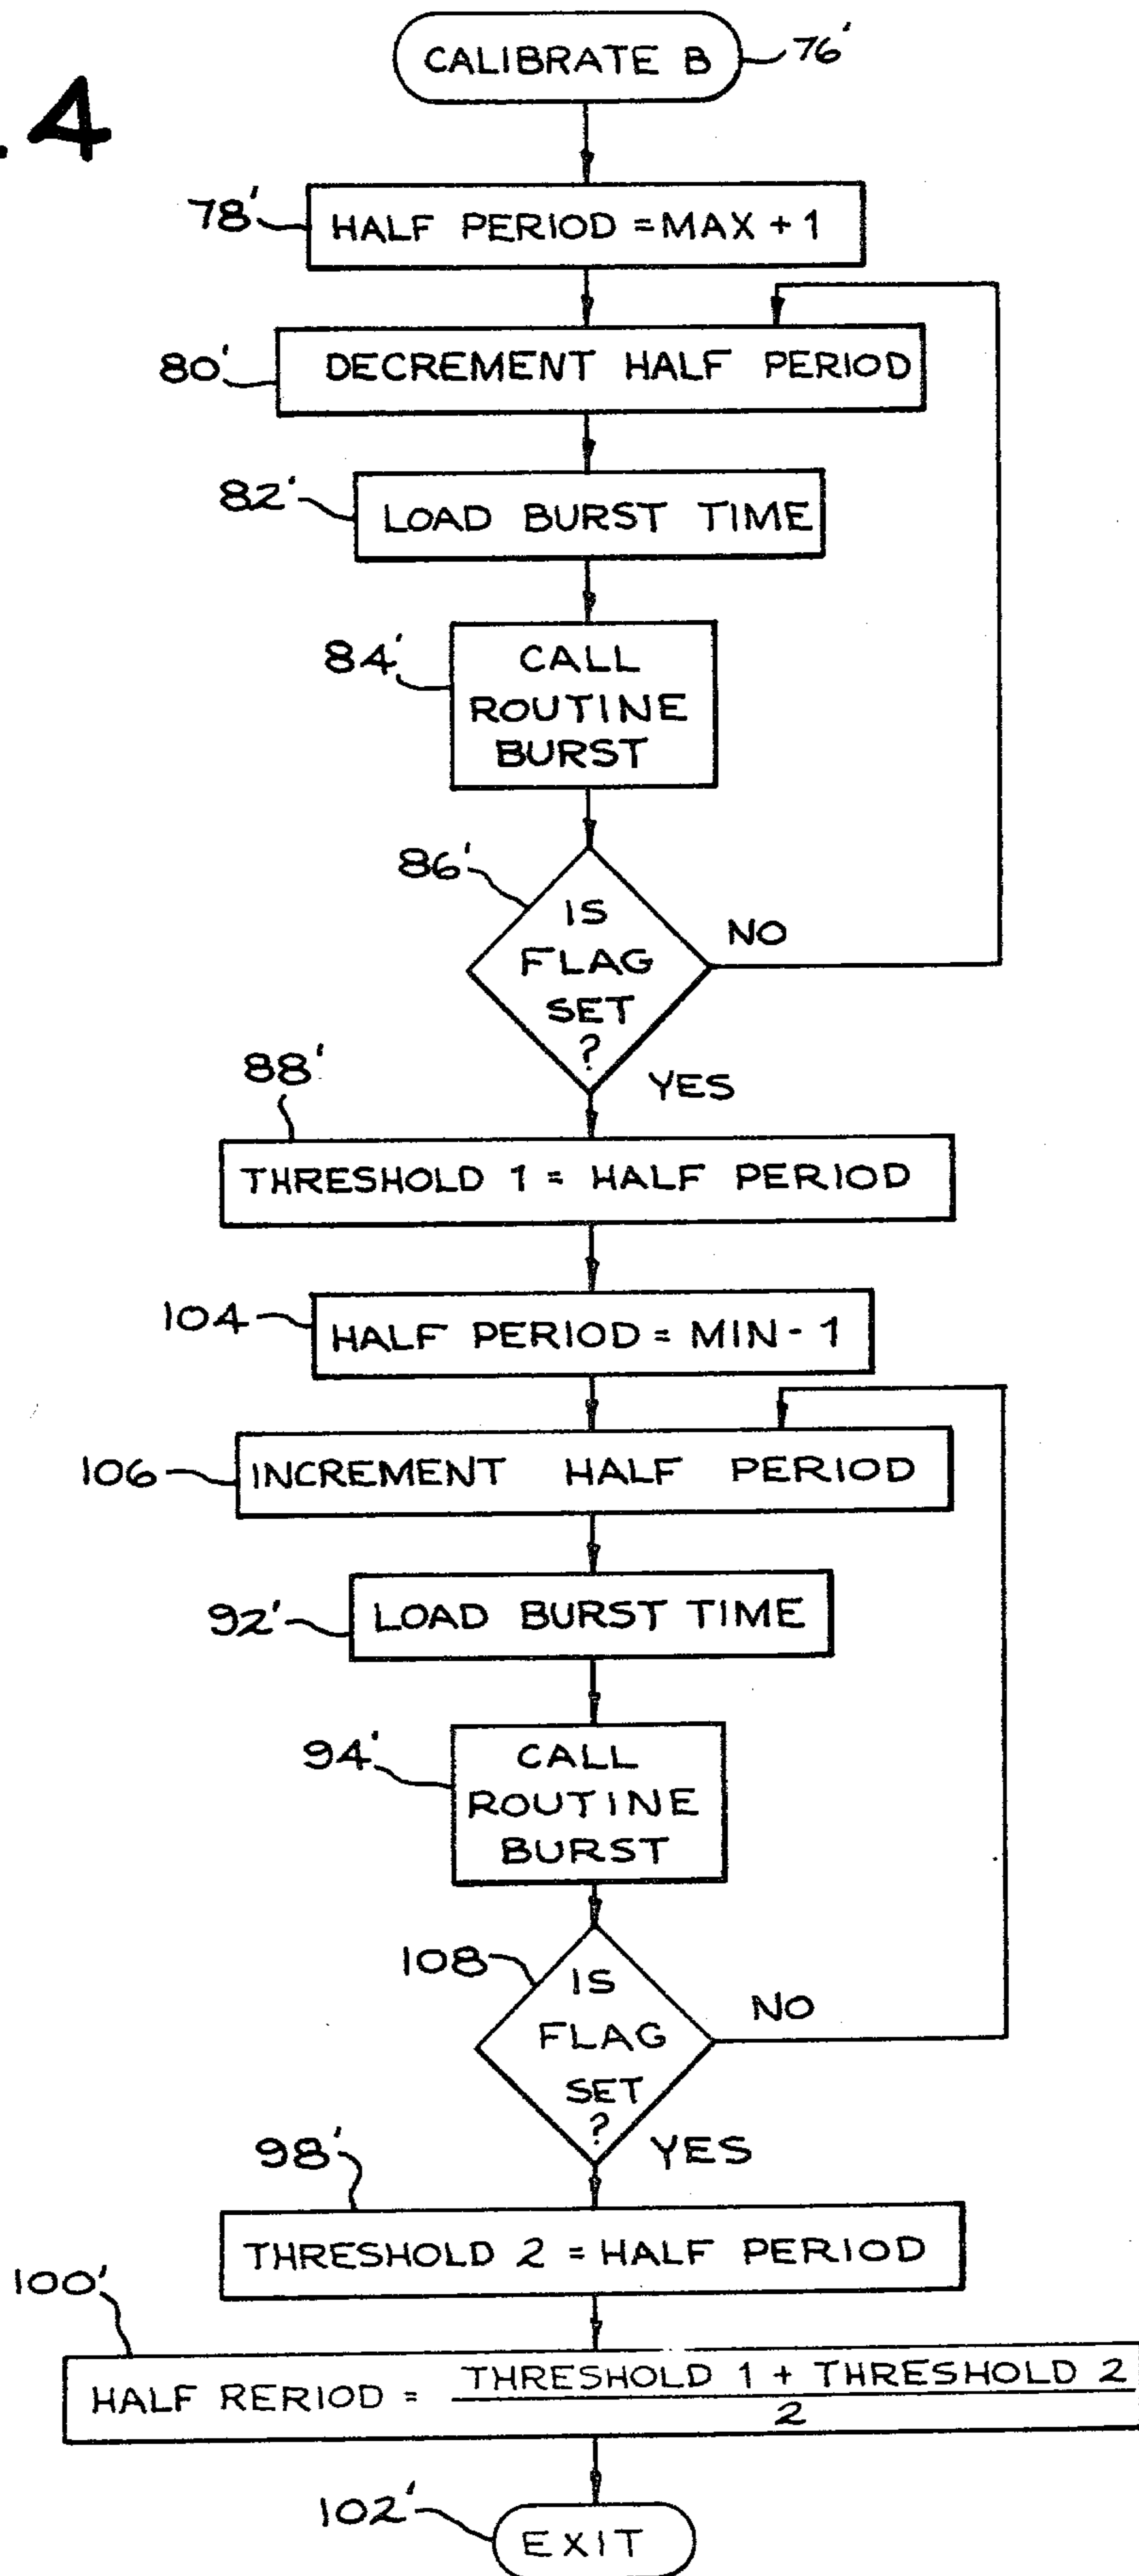 . 4
CALIBRATE B
76'
78'
HALF PERIOD = MAX + 1
80'
DECREMENT HALF PERIOD
82'
LOAD BURST TIME
84'
CALL
ROUTINE
BURST
86'
IS
FLAG
SET
?
NO
YES
88'
THRESHOLD 1 = HALF PERIOD
104
HALF PERIOD = MIN - 1
106
INCREMENT HALF PERIOD
92'
LOAD BURST TIME
94'
CALL
ROUTINE
BURST
108
IS
FLAG
SET
?
NO
YES
98'
THRESHOLD 2 = HALF PERIOD
100'
HALF RERIOD = THRESHOLD 1 + THRESHOLD 2
2
102'
EXIT